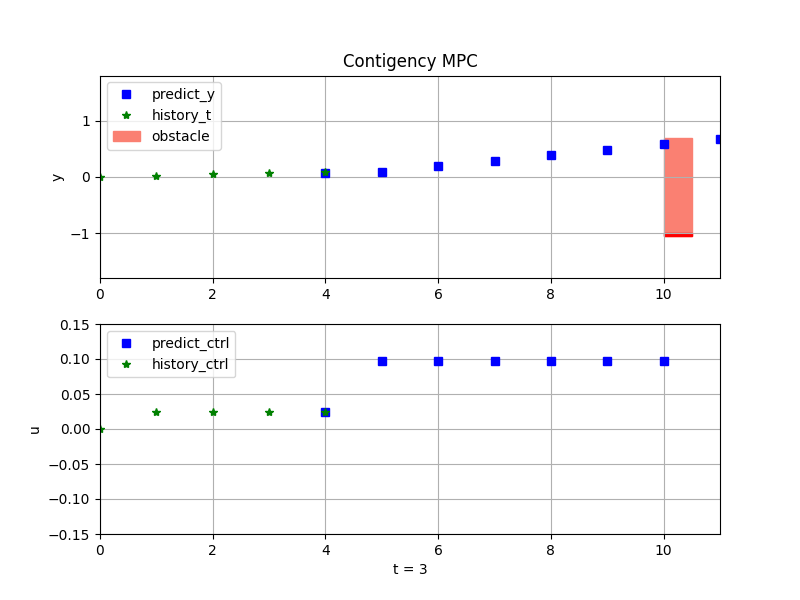 Contigency MPC
predict_y
history_t
obstacle
y
1
0
−1
0 2 4 6 8 10
predict_ctrl
history_ctrl
u
0.15
0.10
0.05
0.00
−0.05
−0.10
−0.15
0 2 4 6 8 10
t = 3